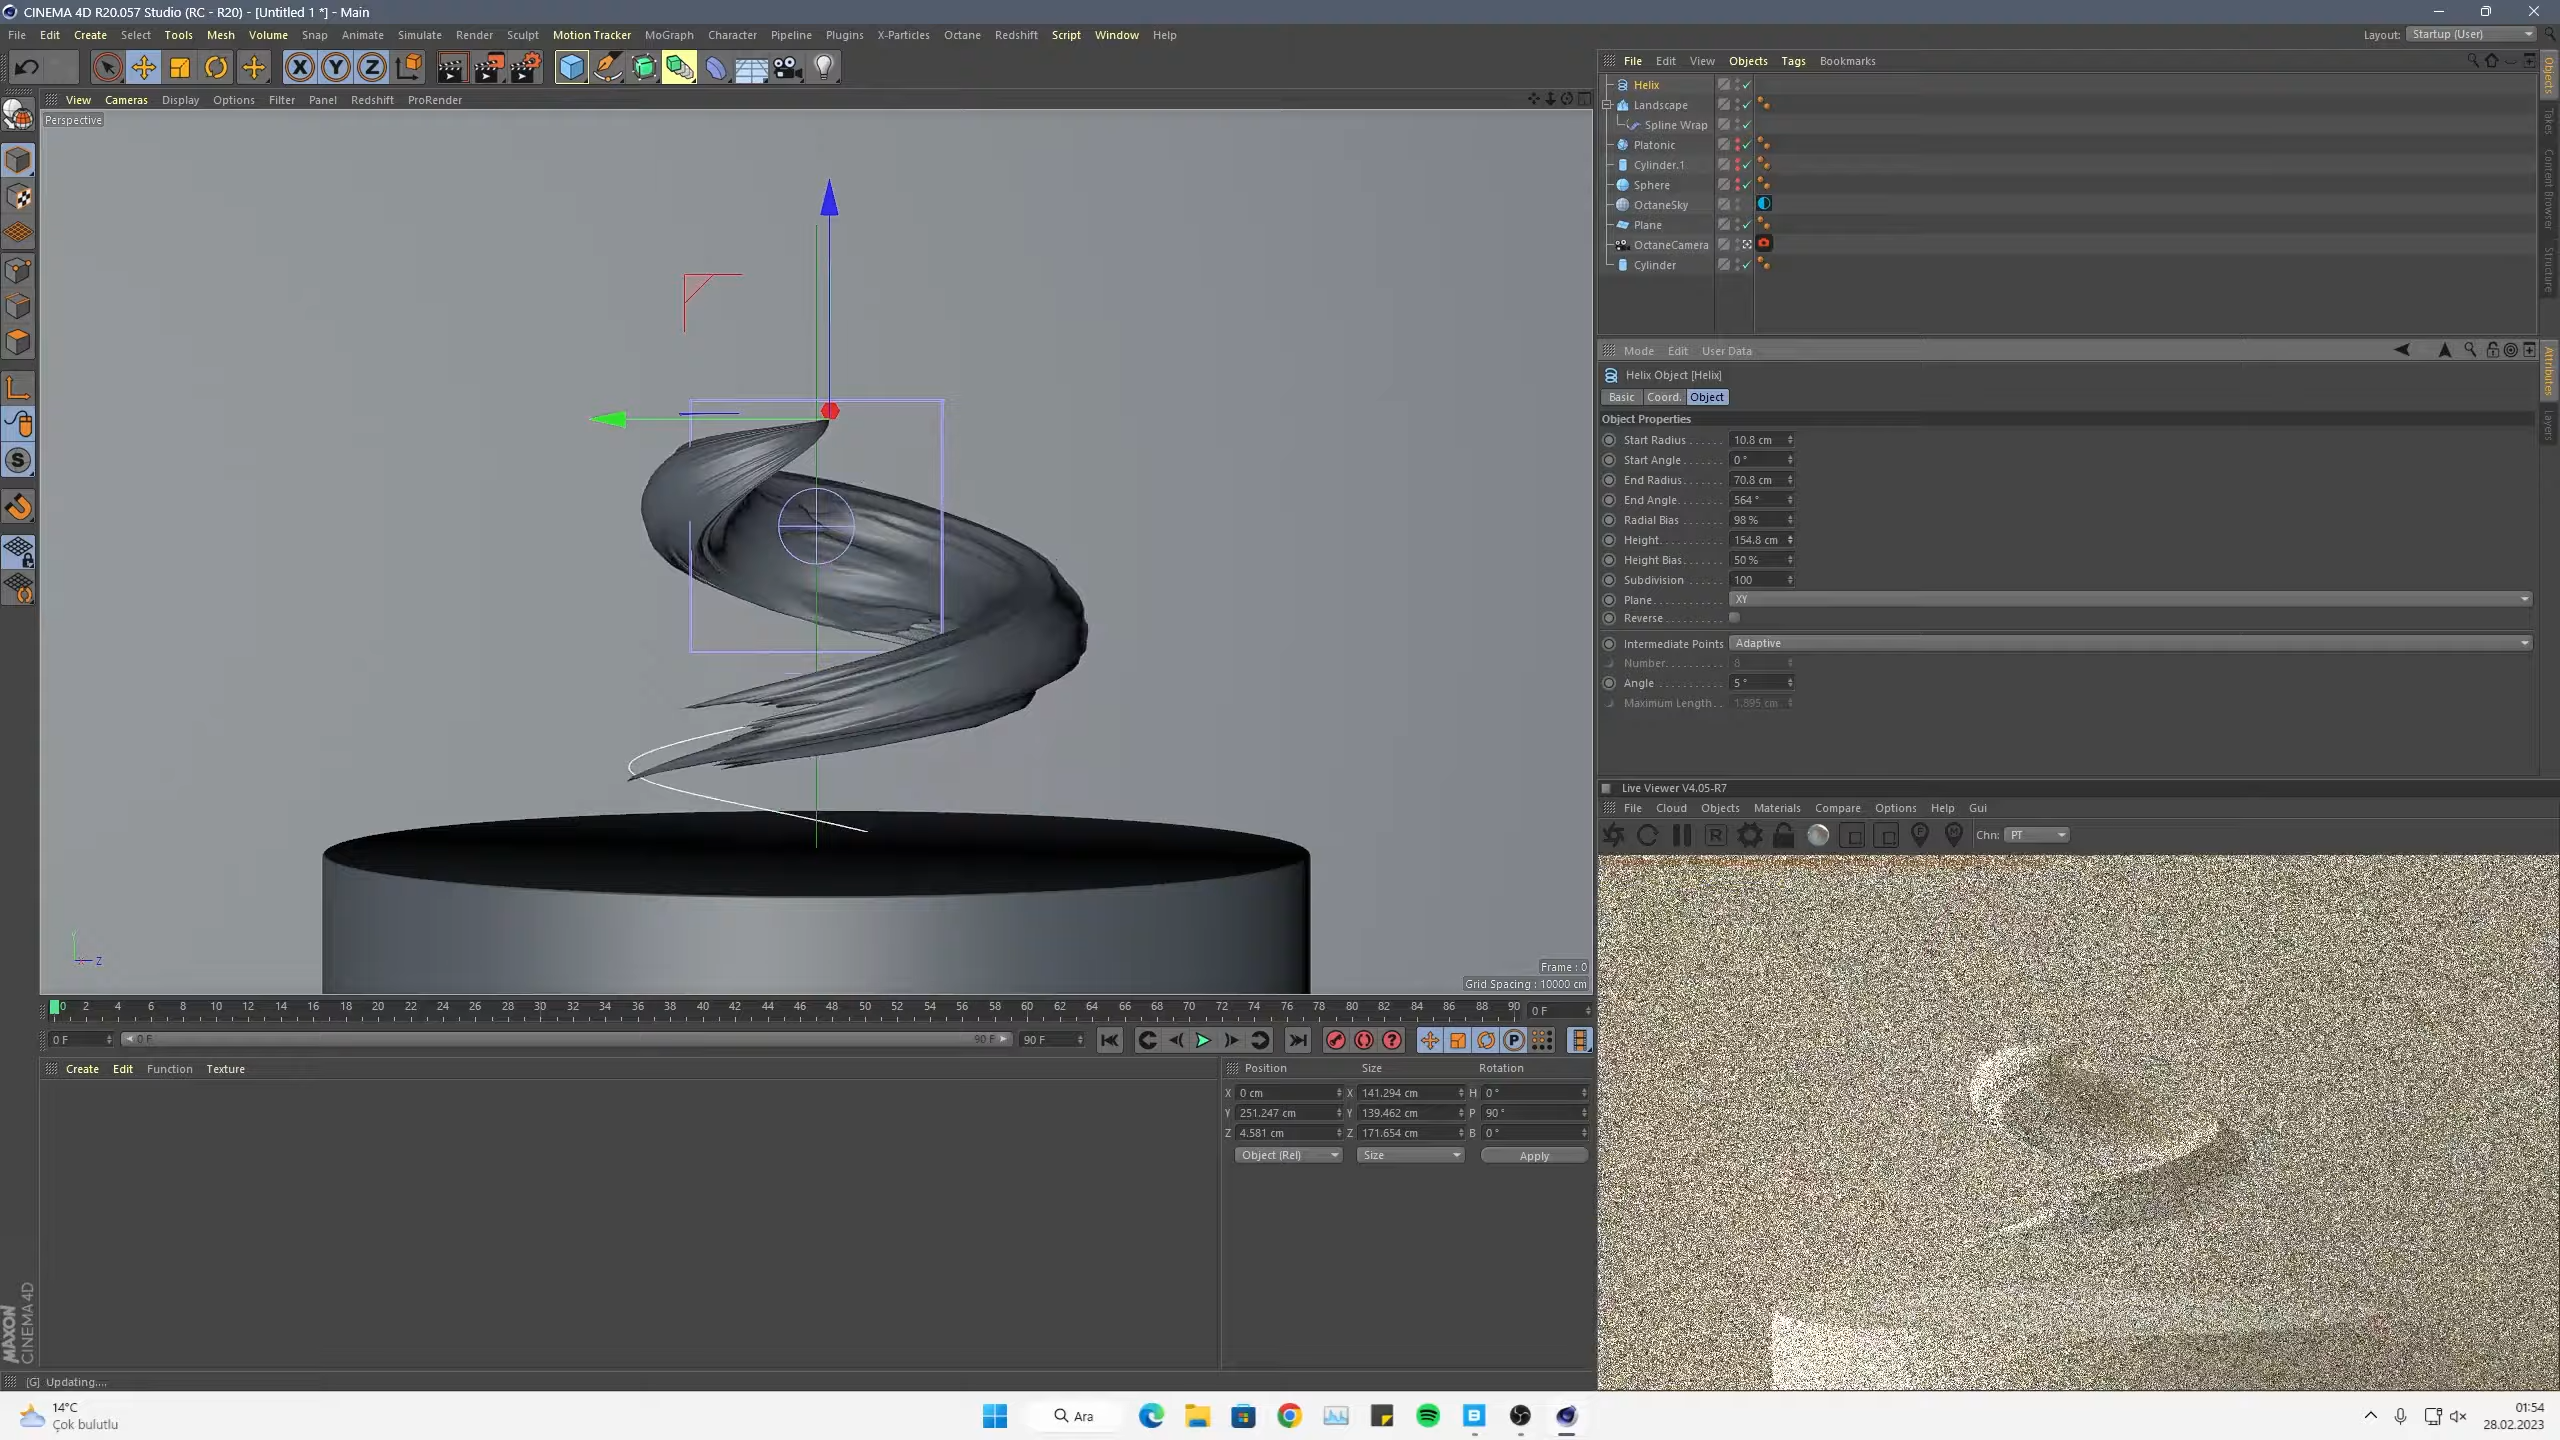 CINEMA 4D R20.057 Studio (RC - R20) - [Untitled 1 *] - Main
File Edit Create Select Tools Mesh Volume Snap Animate Simulate Render Sculpt Motion Tracker MoGraph Character Pipeline Plugins X-Particles Octane Redshift Script Window Help
Layout: Startup (User)
View Cameras Display Options Filter Panel Redshift ProRender
Perspective
File Edit View Objects Tags Bookmarks
Helix
Landscape
Spline Wrap
Platonic
Cylinder.1
Sphere
OctaneSky
Plane
OctaneCamera
Cylinder
Objects
Takes
Content Browser
Structure
Mode Edit User Data
Helix Object [Helix]
Basic Coord. Object
Object Properties
Start Radius 10.8 cm
Start Angle 0 °
End Radius 70.8 cm
End Angle 564 °
Radial Bias 98 %
Height 154.8 cm
Height Bias 50 %
Subdivision 100
Plane XY
Reverse
Intermediate Points Adaptive
Number 8
Angle 5 °
Maximum Length 1.895 cm
Attributes
Layers
Live Viewer V4.05-R7
File Cloud Objects Materials Compare Options Help Gui
R
Chn: PT
Y
Z
Frame : 0
Grid Spacing : 10000 cm
0 2 4 6 8 10 12 14 16 18 20 22 24 26 28 30 32 34 36 38 40 42 44 46 48 50 52 54 56 58 60 62 64 66 68 70 72 74 76 78 80 82 84 86 88 90 0 F
0 F 0 F 90 F 90 F
Create Edit Function Texture
Position Size Rotation
X 0 cm X 141.294 cm H 0 °
Y 251.247 cm Y 139.462 cm P 90 °
Z 4.581 cm Z 171.654 cm B 0 °
Object (Rel) Size Apply
MAXON
CINEMA 4D
[G] Updating....
14°C
Çok bulutlu
Ara
01:54
28.02.2023